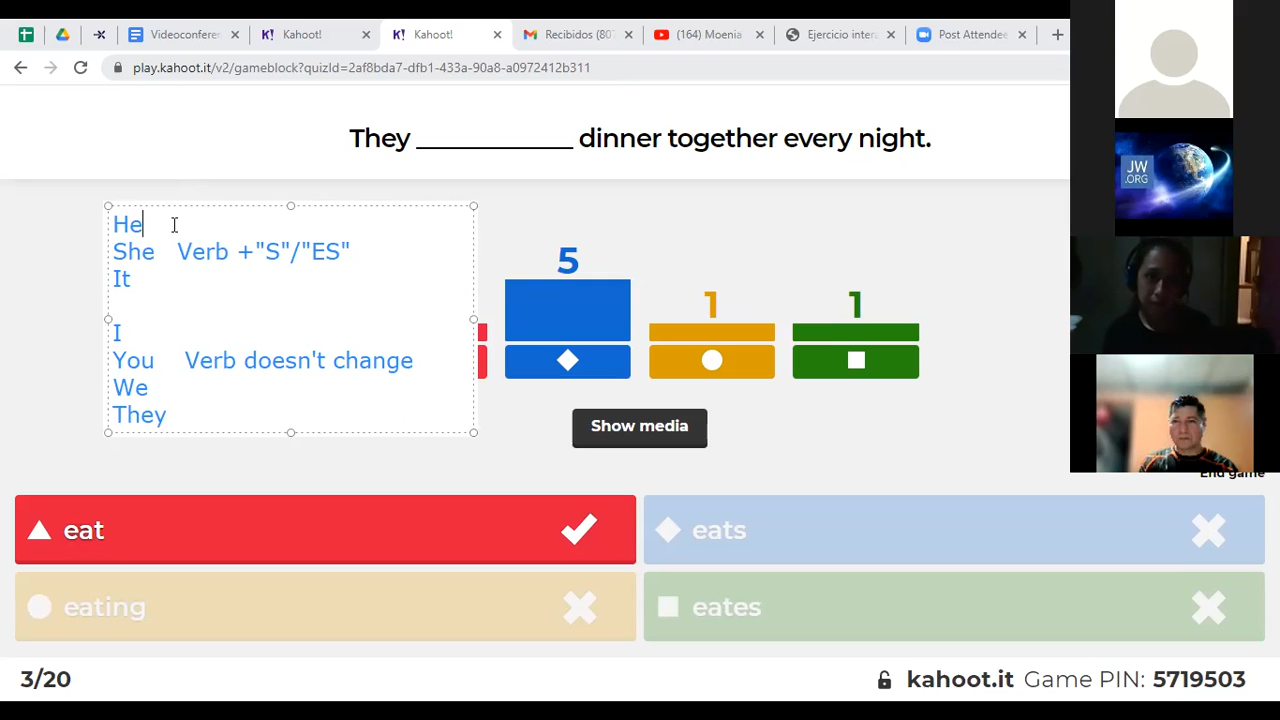 Videoconferen
Kahoot!
Kahoot!
Recibidos (80
(164) Moenia
Ejercicio inter
Post Attendee
play.kahoot.it/v2/gameblock?quizId=2af8bda7-dfb1-433a-90a8-a0972412b311
They ____________ dinner together every night.
He
She Verb +"S"/"ES"
It
I
You Verb doesn't change
We
They
5
1
1
Show media
JW
.ORG
End game
eat
eats
eating
eates
3/20
kahoot.it Game PIN: 5719503